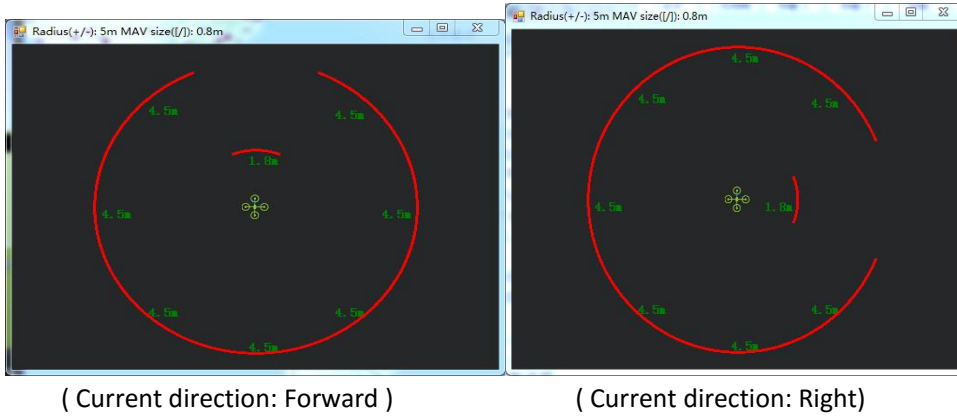 Radius(+/-): 5m MAV size([/]): 0.8m
4.5m
4.5m
1.8m
4.5m
4.5m
4.5m
4.5m
4.5m
( Current direction: Forward )
Radius(+/-): 5m MAV size([/]): 0.8m
4.5m
4.5m
4.5m
4.5m
1.8m
4.5m
4.5m
4.5m
( Current direction: Right)